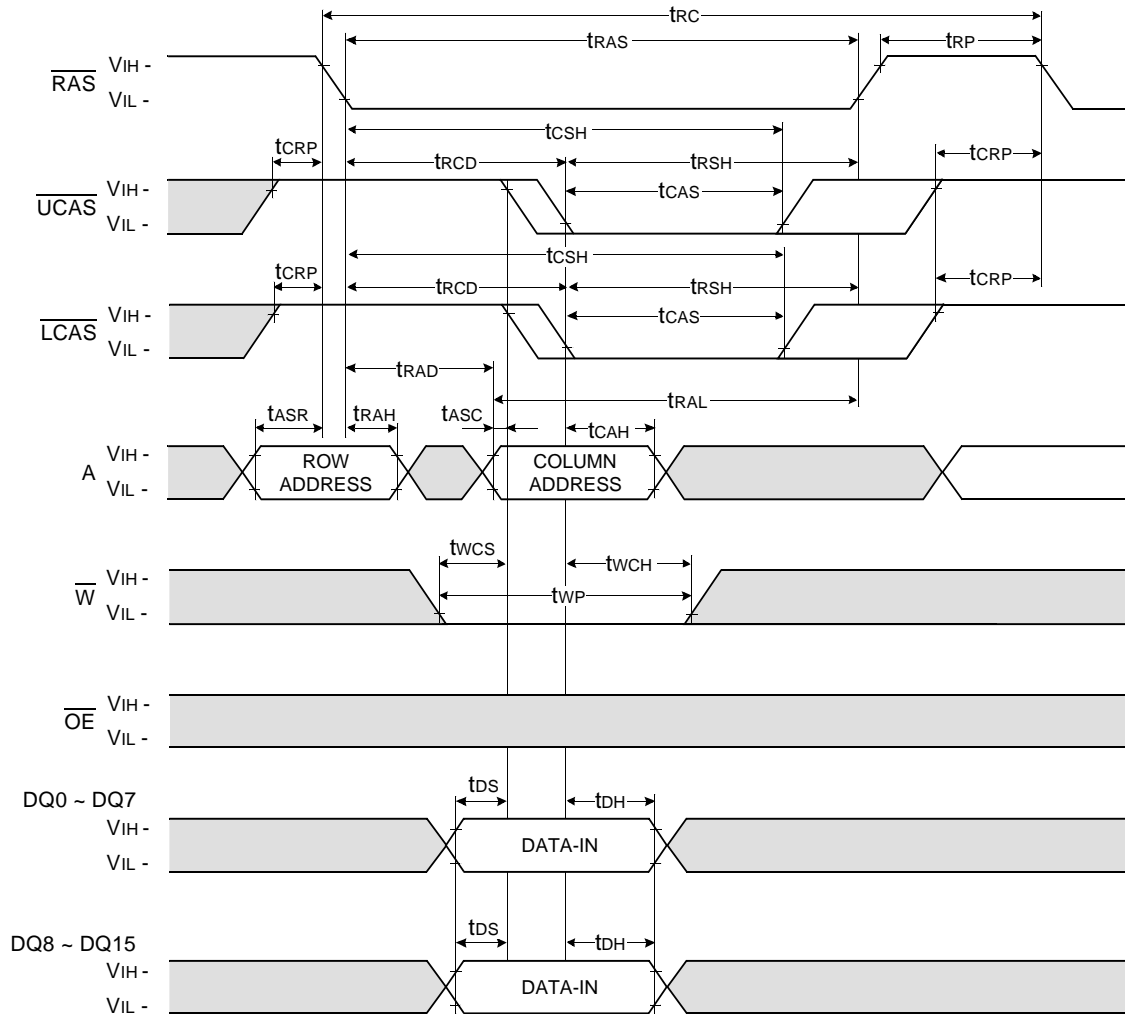 tRC
tRAS tRP
RAS VIH -
VIL -
tCSH
tCRP tRCD tRSH tCRP
UCAS VIH -
tCAS
VIL -
tCSH
tCRP tRCD tRSH tCRP
LCAS VIH -
tCAS
VIL -
tRAD
tRAL
tASR tRAH tASC tCAH
A VIH -
VIL -
ROW
ADDRESS
COLUMN
ADDRESS
tWCS tWCH
W VIH -
tWP
VIL -
OE VIH -
VIL -
tDS tDH
DQ0 ~ DQ7
VIH -
DATA-IN
VIL -
tDS tDH
DQ8 ~ DQ15
VIH -
DATA-IN
VIL -